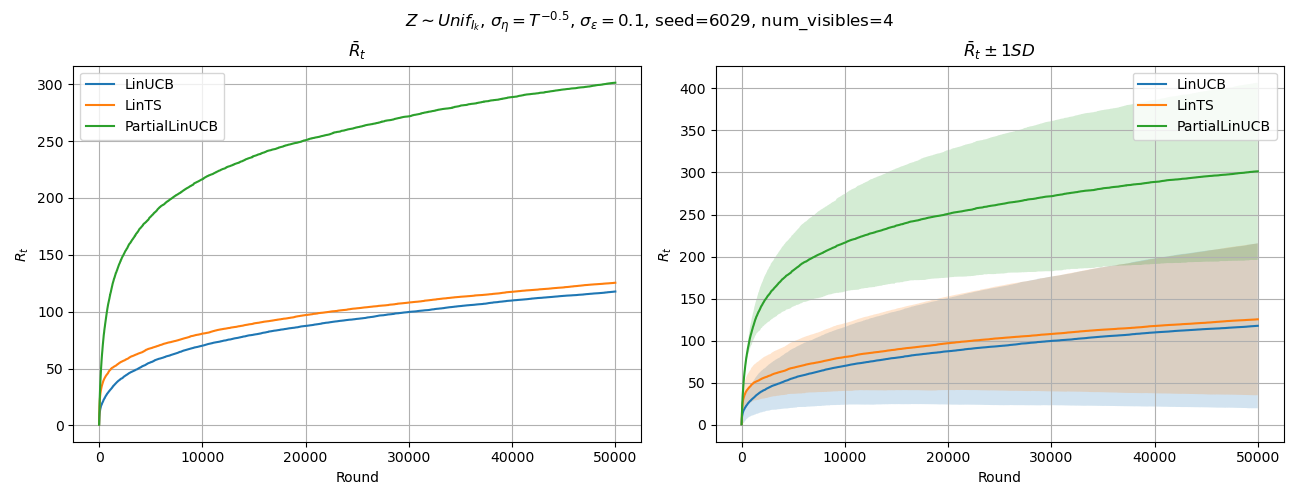 Z ∼ Unif_{I_k}, σ_η = T^{−0.5}, σ_ε = 0.1, seed=6029, num_visibles=4
R̄_t
R_t
300
250
200
150
100
50
0
LinUCB
LinTS
PartialLinUCB
0 10000 20000 30000 40000 50000
Round
R̄_t ± 1SD
R_t
400
350
300
250
200
150
100
50
0
LinUCB
LinTS
PartialLinUCB
0 10000 20000 30000 40000 50000
Round